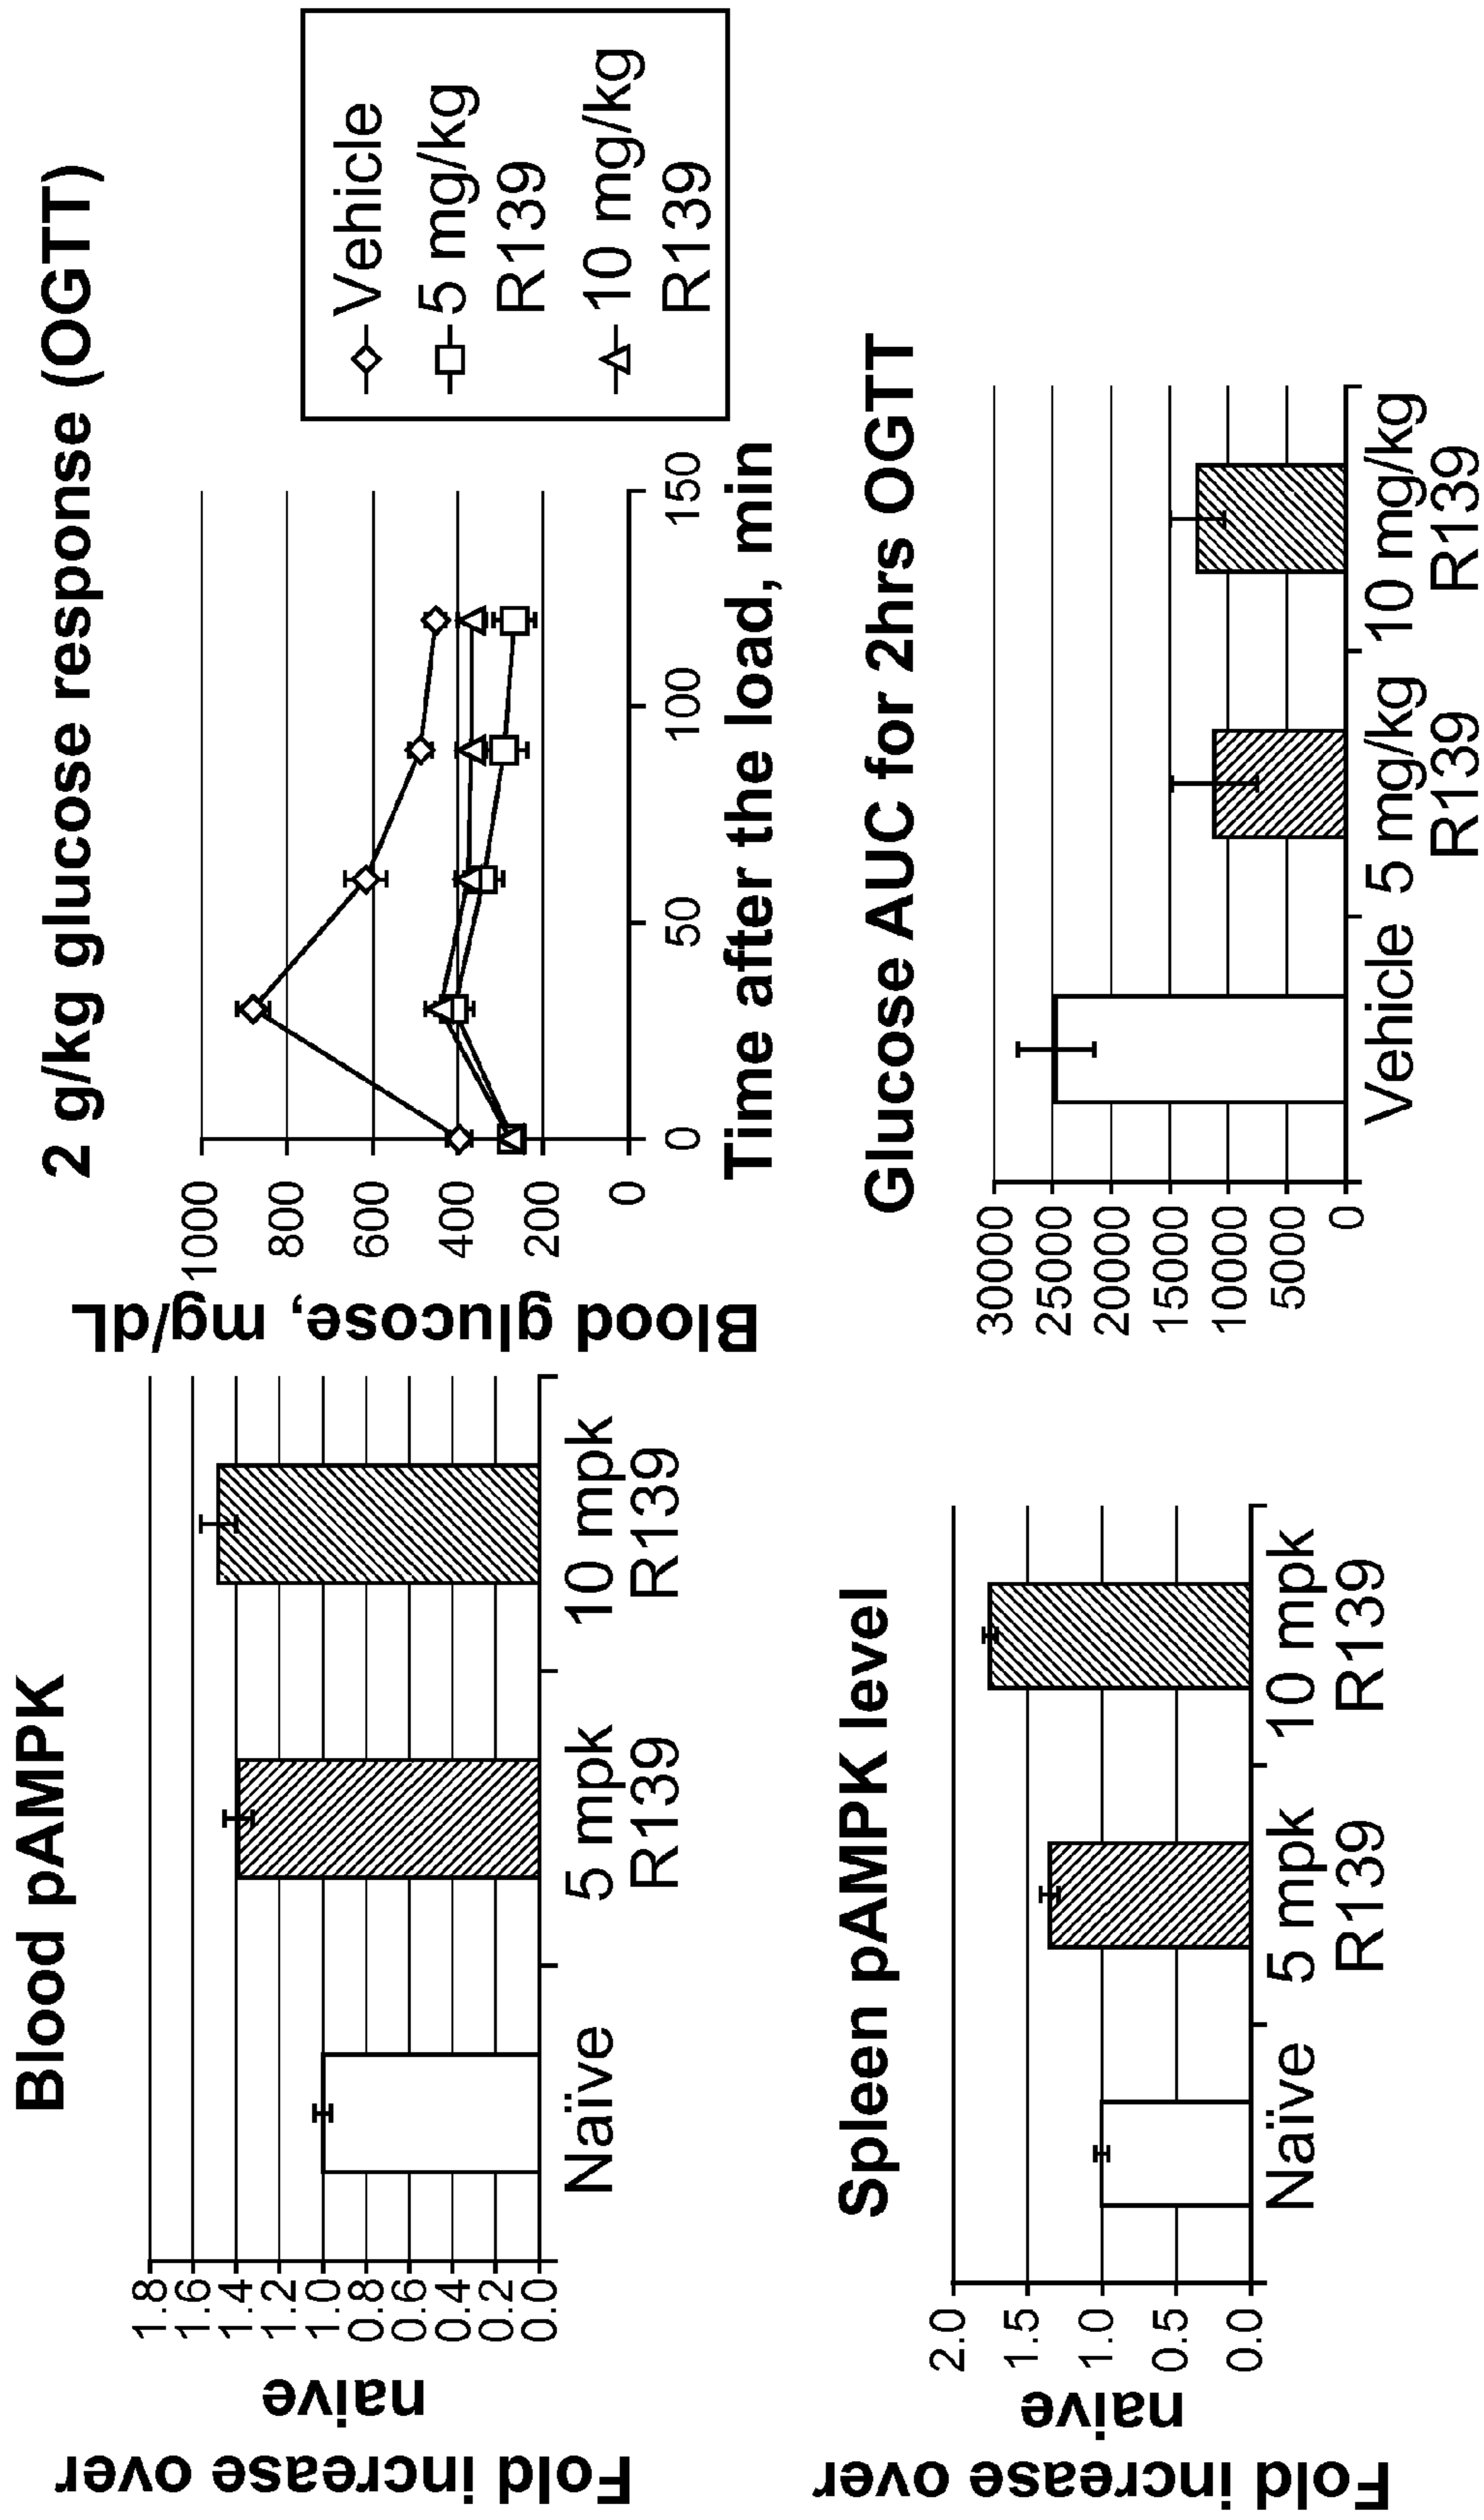 Blood pAMPK
Fold increase over
naive
1.8
1.6
1.4
1.2
1.0
0.8
0.6
0.4
0.2
0.0
Naïve
5 mpk
R139
10 mpk
R139
2 g/kg glucose response (OGTT)
Blood glucose, mg/dL
1000
800
600
400
200
0
0
50
100
150
Time after the load, min
Vehicle
5 mg/kg
R139
10 mg/kg
R139
Spleen pAMPK level
Fold increase over
naive
2.0
1.5
1.0
0.5
0.0
Naïve
5 mpk
R139
10 mpk
R139
Glucose AUC for 2hrs OGTT
30000
25000
20000
15000
10000
5000
0
Vehicle
5 mg/kg
R139
10 mg/kg
R139